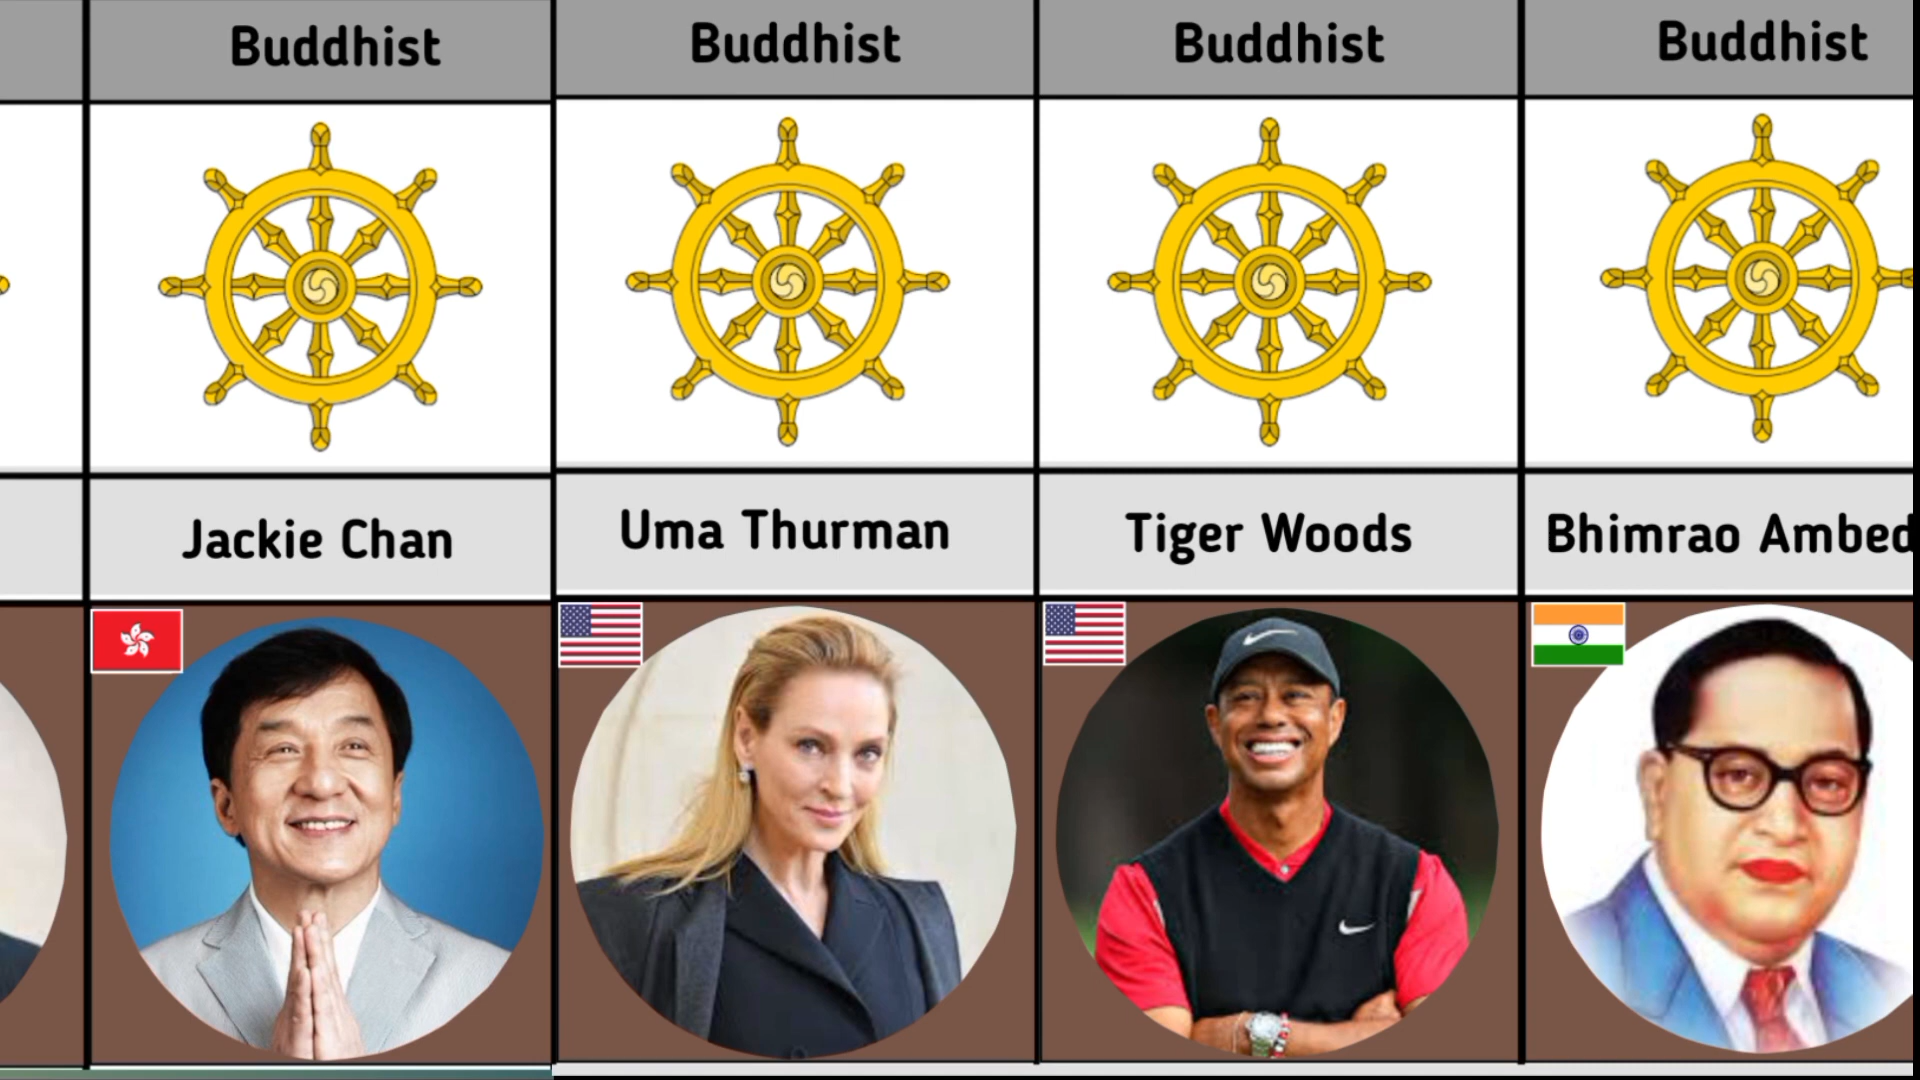 Buddhist
Buddhist
Buddhist
Buddhist
Jackie Chan
Uma Thurman
Tiger Woods
Bhimrao Ambed